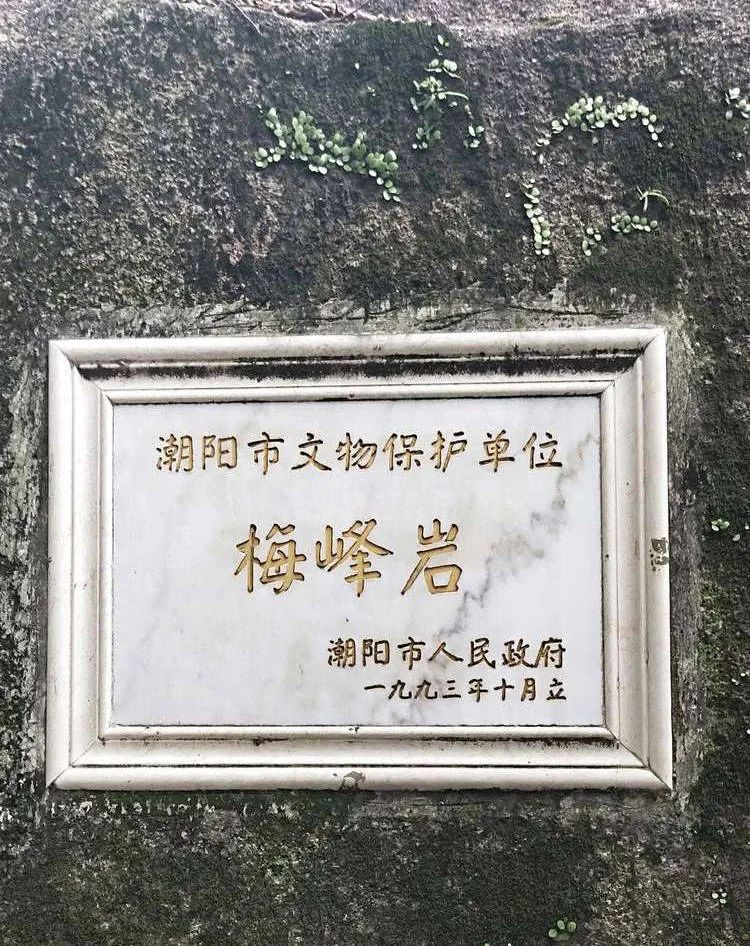 潮阳市文物保护单位
梅峰岩
潮阳市人民政府
一九九三年十月立